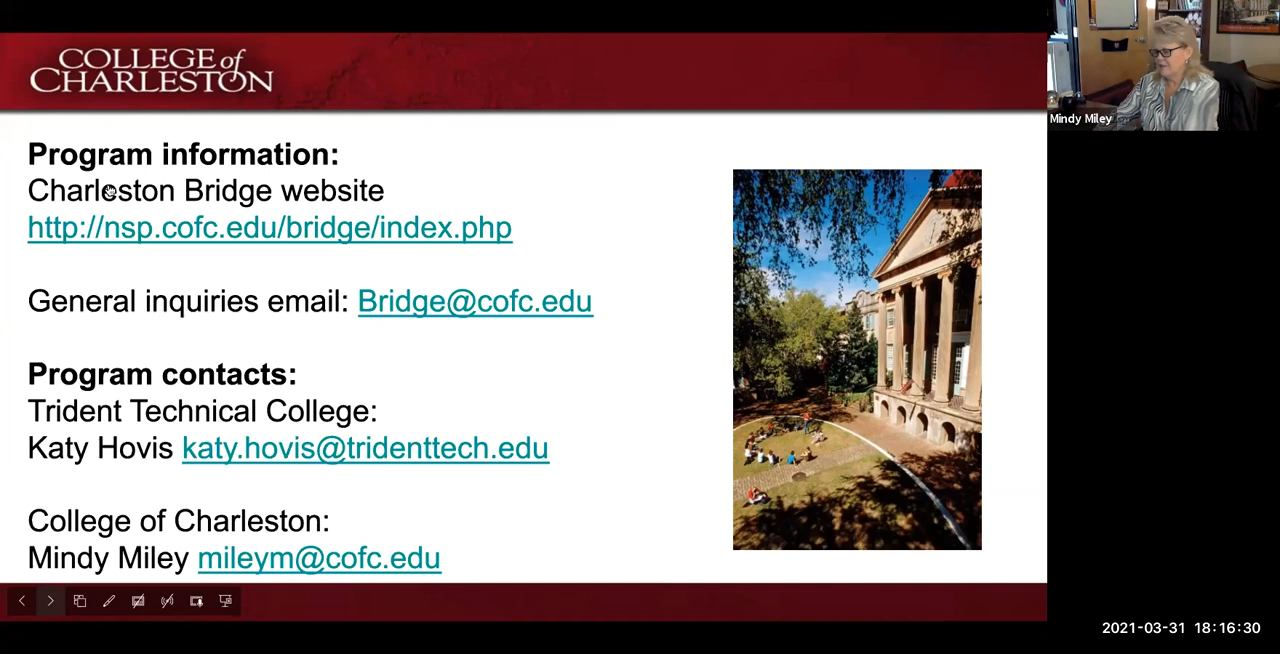 COLLEGE of
CHARLESTON
Program information:
Charleston Bridge website
http://nsp.cofc.edu/bridge/index.php
General inquiries email: Bridge@cofc.edu
Program contacts:
Trident Technical College:
Katy Hovis katy.hovis@tridenttech.edu
College of Charleston:
Mindy Miley mileym@cofc.edu
Mindy Miley
2021-03-31 18:16:30